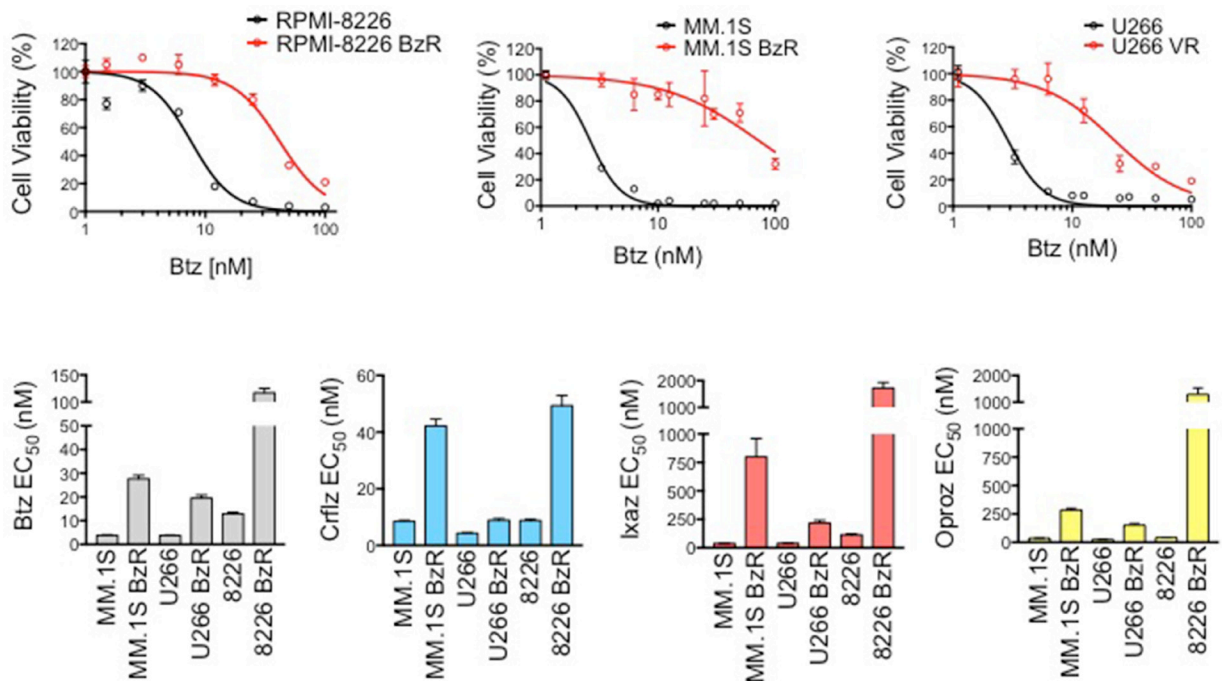 RPMI-8226
RPMI-8226 BzR
Cell Viability (%)
120
100
80
60
40
20
0
1
10
100
Btz [nM]
MM.1S
MM.1S BzR
Cell Viability (%)
120
100
80
60
40
20
0
1
10
100
Btz (nM)
U266
U266 VR
Cell Viability (%)
120
100
80
60
40
20
0
1
10
100
Btz (nM)
Btz EC50 (nM)
150
100
50
40
30
20
10
0
MM.1S
MM.1S BzR
U266
U266 BzR
8226
8226 BzR
Crflz EC50 (nM)
60
40
20
0
MM.1S
MM.1S BzR
U266
U266 BzR
8226
8226 BzR
Ixaz EC50 (nM)
2000
1000
1000
750
500
250
0
MM.1S
MM.1S BzR
U266
U266 BzR
8226
8226 BzR
Oproz EC50 (nM)
2000
1000
1000
750
500
250
0
MM.1S
MM.1S BzR
U266
U266 BzR
8226
8226 BzR